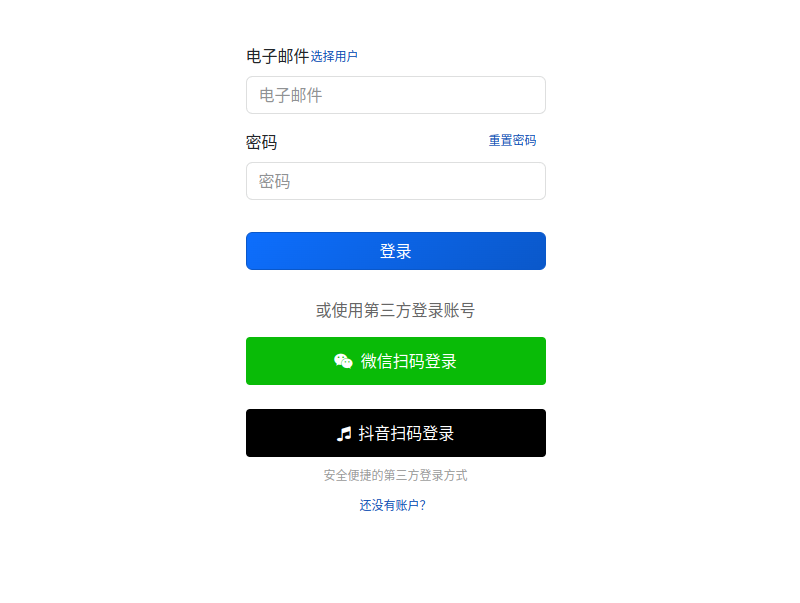 电子邮件选择用户
电子邮件
密码 重置密码
密码
登录
或使用第三方登录账号
微信扫码登录
抖音扫码登录
安全便捷的第三方登录方式
还没有账户?